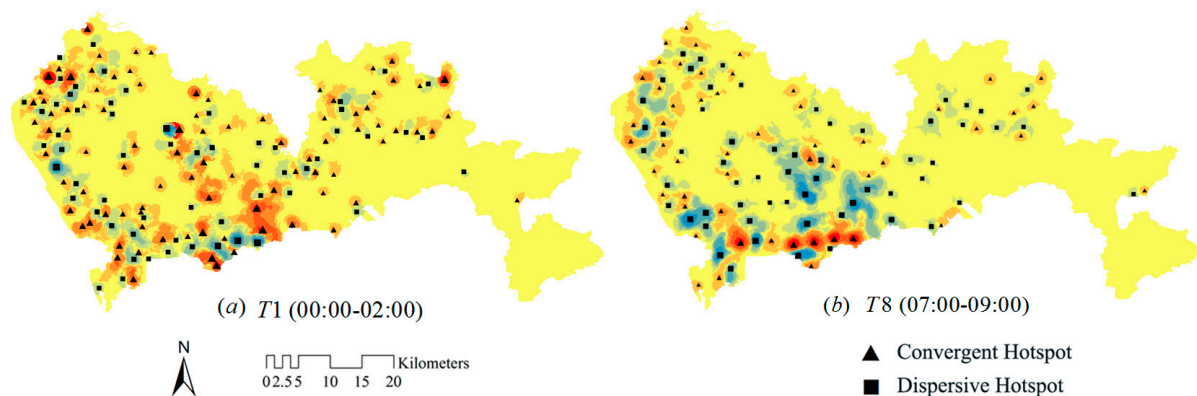 (a) T1 (00:00-02:00)
(b) T8 (07:00-09:00)
N
Kilometers
0 2.5 5 10 15 20
Convergent Hotspot
Dispersive Hotspot